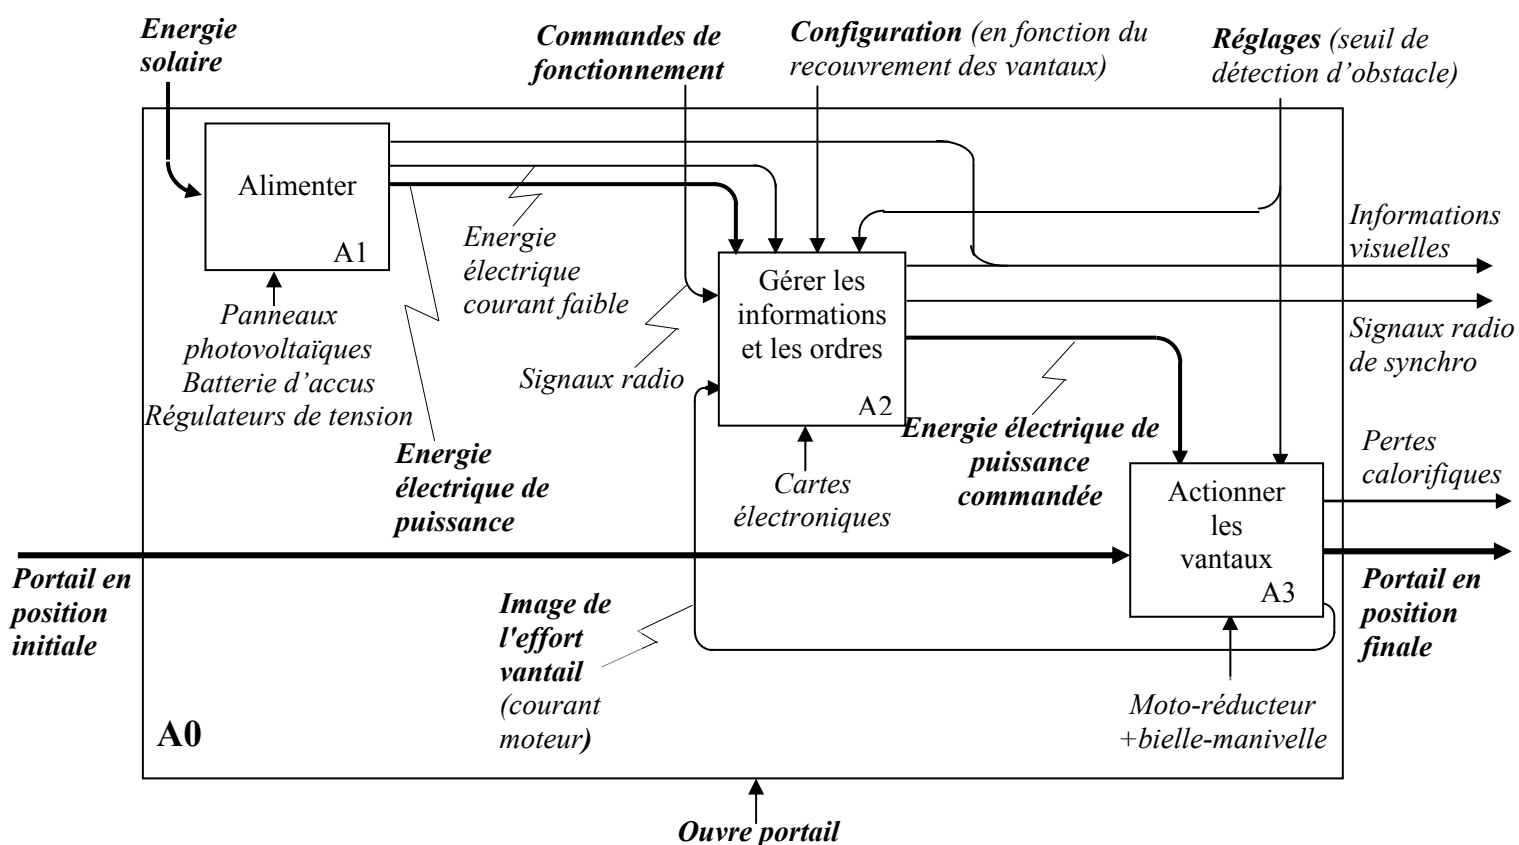 Energie
solaire
Commandes de
fonctionnement
Configuration (en fonction du
recouvrement des vantaux)
Réglages (seuil de
détection d’obstacle)
Alimenter
A1
Energie
électrique
courant faible
Informations
visuelles
Panneaux
photovoltaïques
Batterie d’accus
Régulateurs de tension
Gérer les
informations
et les ordres
A2
Signaux radio
de synchro
Signaux radio
Energie
électrique de
puissance
Energie électrique de
puissance
commandée
Cartes
électroniques
Pertes
calorifiques
Actionner
les
vantaux
A3
Portail en
position
initiale
Image de
l'effort
vantail
(courant
moteur)
Portail en
position
finale
Moto-réducteur
+bielle-manivelle
A0
Ouvre portail